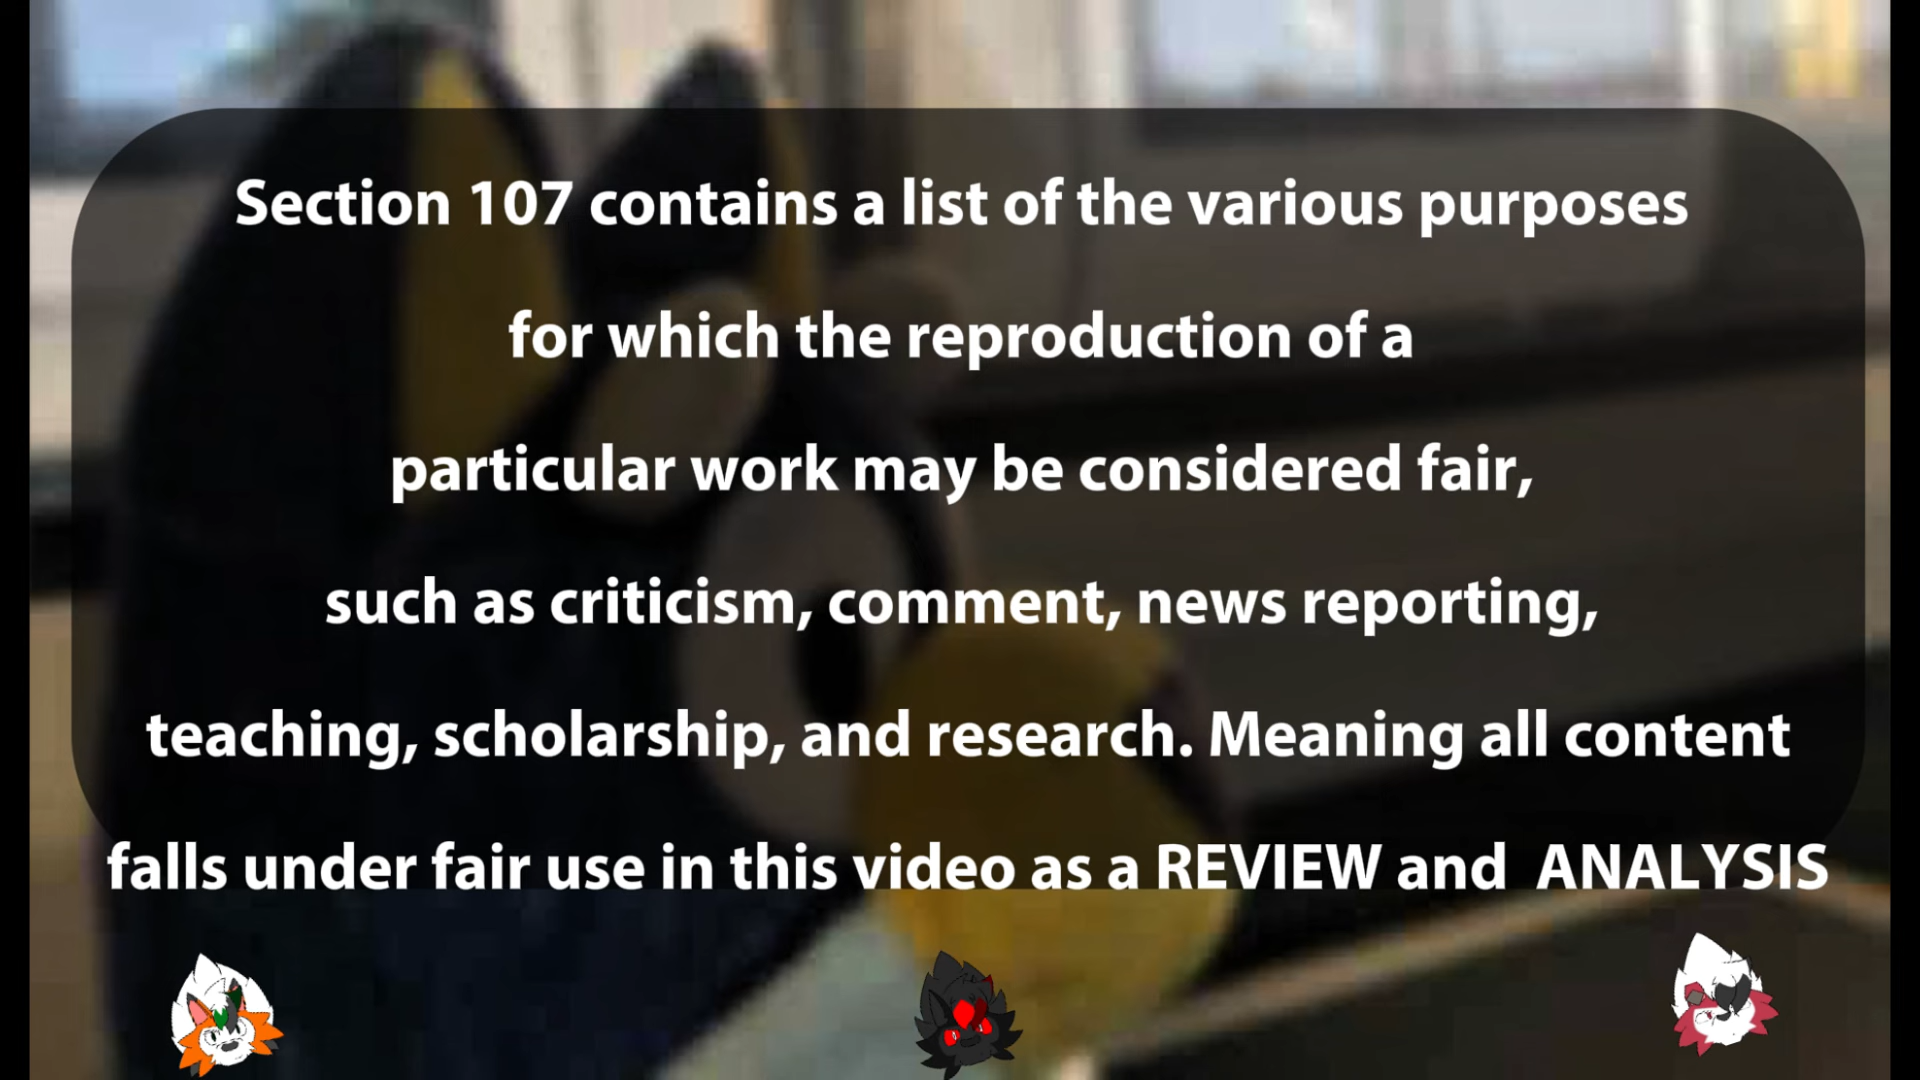 Section 107 contains a list of the various purposes
for which the reproduction of a
particular work may be considered fair,
such as criticism, comment, news reporting,
teaching, scholarship, and research. Meaning all content
falls under fair use in this video as a REVIEW and  ANALYSIS